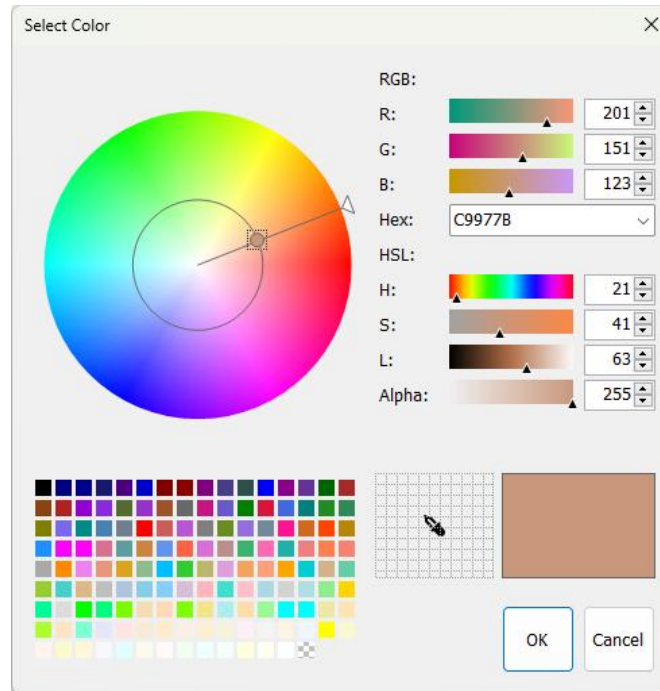 Select Color
RGB:
R: 201
G: 151
B: 123
Hex: C9977B
HSL:
H: 21
S: 41
L: 63
Alpha: 255
OK Cancel